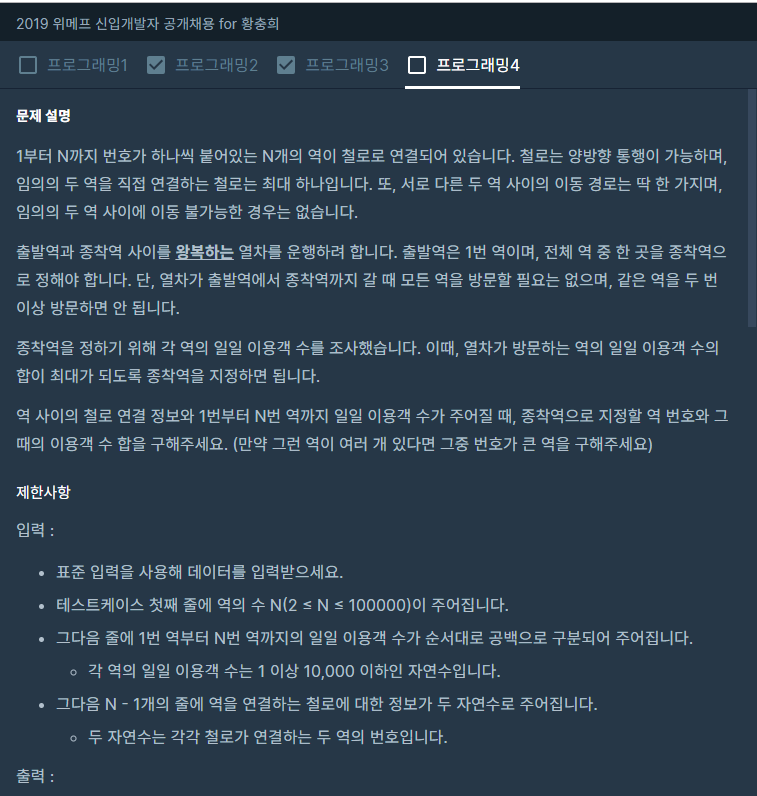 2019 위메프 신입개발자 공개채용 for 황충희
프로그래밍1 프로그래밍2 프로그래밍3 프로그래밍4
문제 설명
1부터 N까지 번호가 하나씩 붙어있는 N개의 역이 철로로 연결되어 있습니다. 철로는 양방향 통행이 가능하며,
임의의 두 역을 직접 연결하는 철로는 최대 하나입니다. 또, 서로 다른 두 역 사이의 이동 경로는 딱 한 가지며,
임의의 두 역 사이에 이동 불가능한 경우는 없습니다.
출발역과 종착역 사이를 왕복하는 열차를 운행하려 합니다. 출발역은 1번 역이며, 전체 역 중 한 곳을 종착역으
로 정해야 합니다. 단, 열차가 출발역에서 종착역까지 갈 때 모든 역을 방문할 필요는 없으며, 같은 역을 두 번
이상 방문하면 안 됩니다.
종착역을 정하기 위해 각 역의 일일 이용객 수를 조사했습니다. 이때, 열차가 방문하는 역의 일일 이용객 수의
합이 최대가 되도록 종착역을 지정하면 됩니다.
역 사이의 철로 연결 정보와 1번부터 N번 역까지 일일 이용객 수가 주어질 때, 종착역으로 지정할 역 번호와 그
때의 이용객 수 합을 구해주세요. (만약 그런 역이 여러 개 있다면 그중 번호가 큰 역을 구해주세요)
제한사항
입력 :
• 표준 입력을 사용해 데이터를 입력받으세요.
• 테스트케이스 첫째 줄에 역의 수 N(2 ≤ N ≤ 100000)이 주어집니다.
• 그다음 줄에 1번 역부터 N번 역까지의 일일 이용객 수가 순서대로 공백으로 구분되어 주어집니다.
◦ 각 역의 일일 이용객 수는 1 이상 10,000 이하인 자연수입니다.
• 그다음 N - 1개의 줄에 역을 연결하는 철로에 대한 정보가 두 자연수로 주어집니다.
◦ 두 자연수는 각각 철로가 연결하는 두 역의 번호입니다.
출력 :